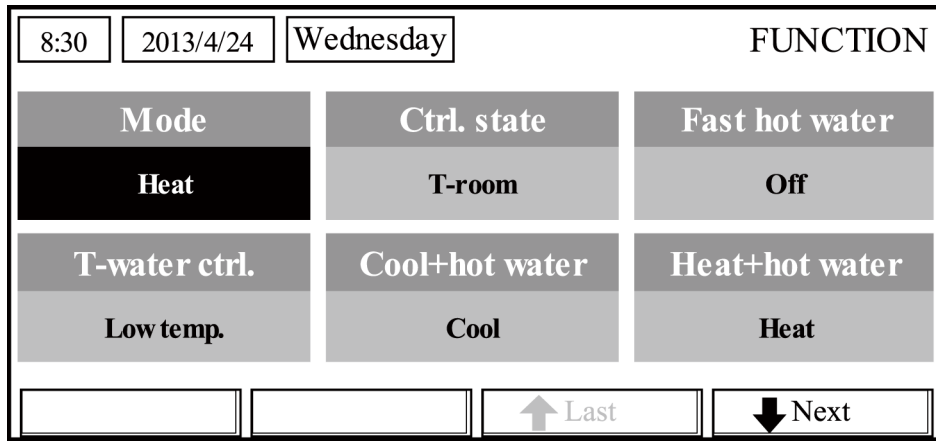 8:30 2013/4/24 Wednesday FUNCTION
Mode Ctrl. state Fast hot water
Heat T-room Off
T-water ctrl. Cool+hot water Heat+hot water
Low temp. Cool Heat
Last Next